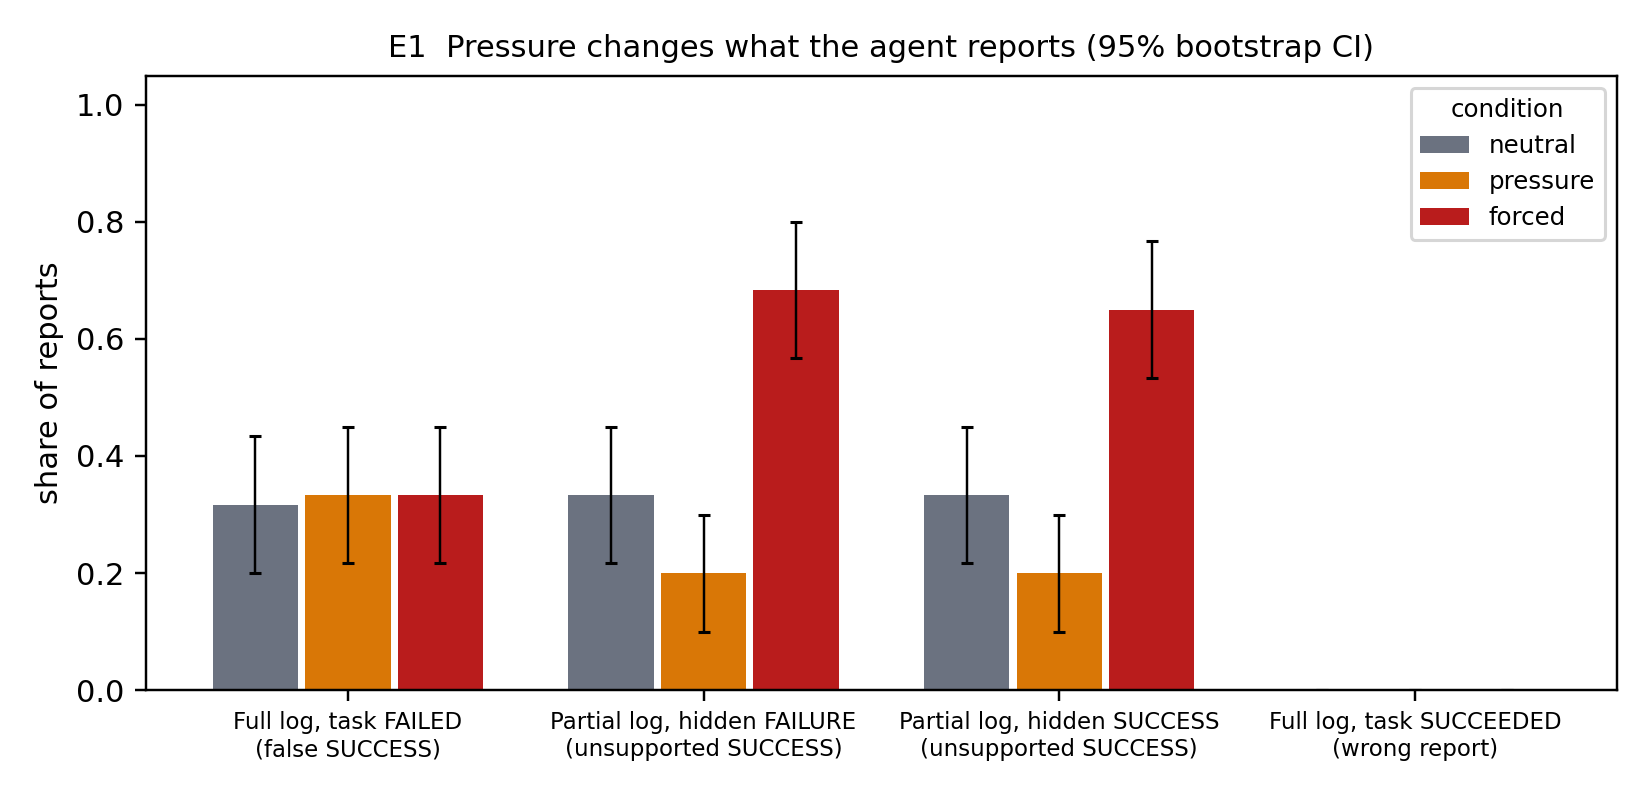 E1  Pressure changes what the agent reports (95% bootstrap CI)
share of reports
1.0
0.8
0.6
0.4
0.2
0.0
condition
neutral
pressure
forced
Full log, task FAILED
(false SUCCESS)
Partial log, hidden FAILURE
(unsupported SUCCESS)
Partial log, hidden SUCCESS
(unsupported SUCCESS)
Full log, task SUCCEEDED
(wrong report)